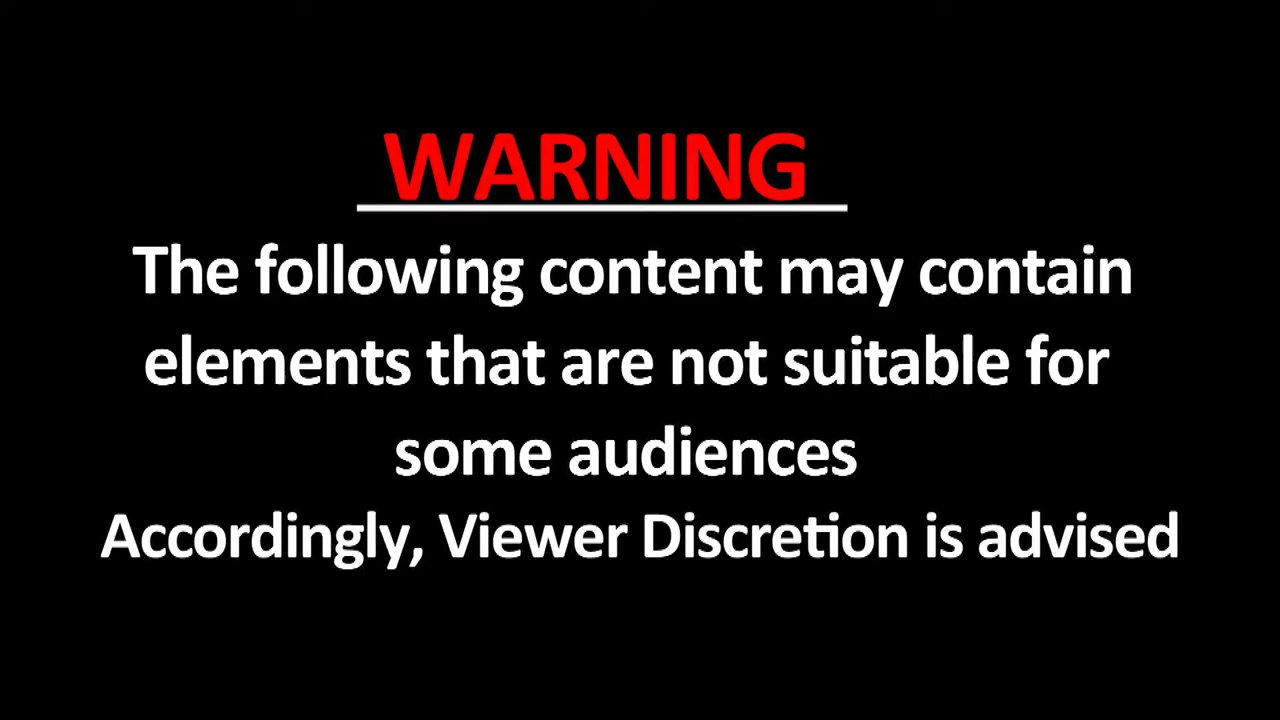 WARNING
The following content may contain
elements that are not suitable for
some audiences
Accordingly, Viewer Discretion is advised